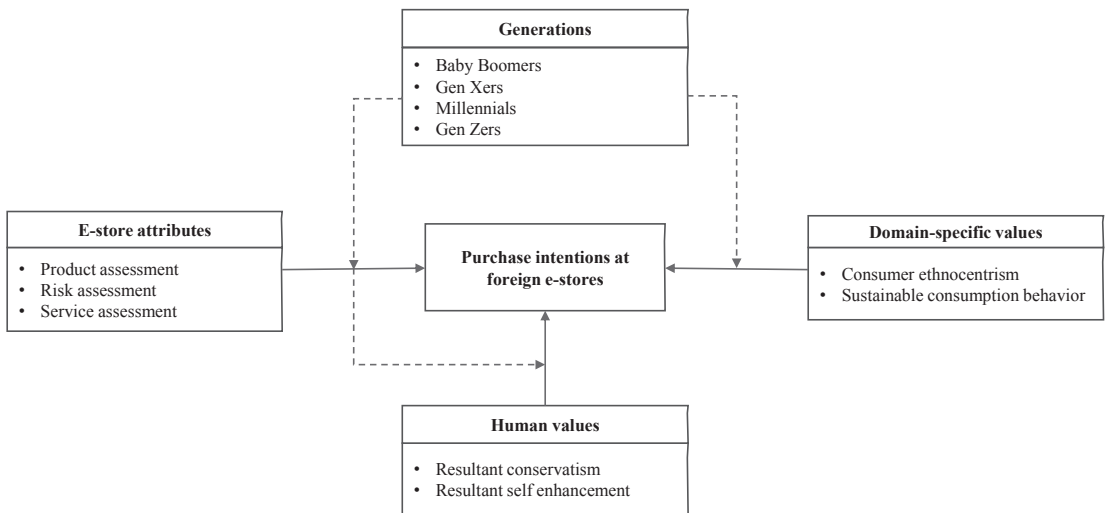 Generations
• Baby Boomers
• Gen Xers
• Millennials
• Gen Zers
E-store attributes
• Product assessment
• Risk assessment
• Service assessment
Purchase intentions at
foreign e-stores
Domain-specific values
• Consumer ethnocentrism
• Sustainable consumption behavior
Human values
• Resultant conservatism
• Resultant self enhancement